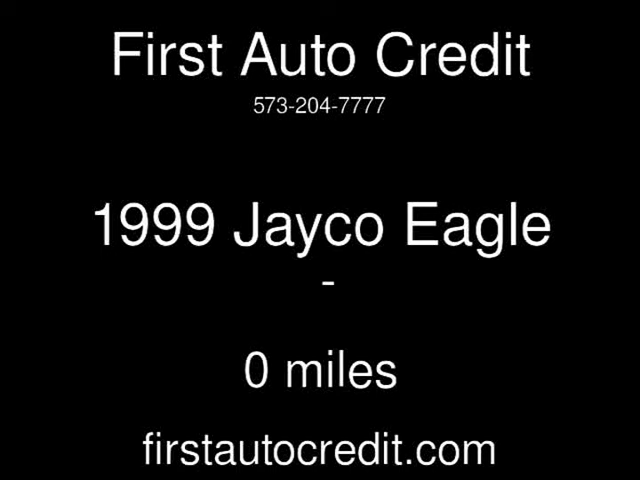 First Auto Credit
573-204-7777
1999 Jayco Eagle
-
0 miles
firstautocredit.com